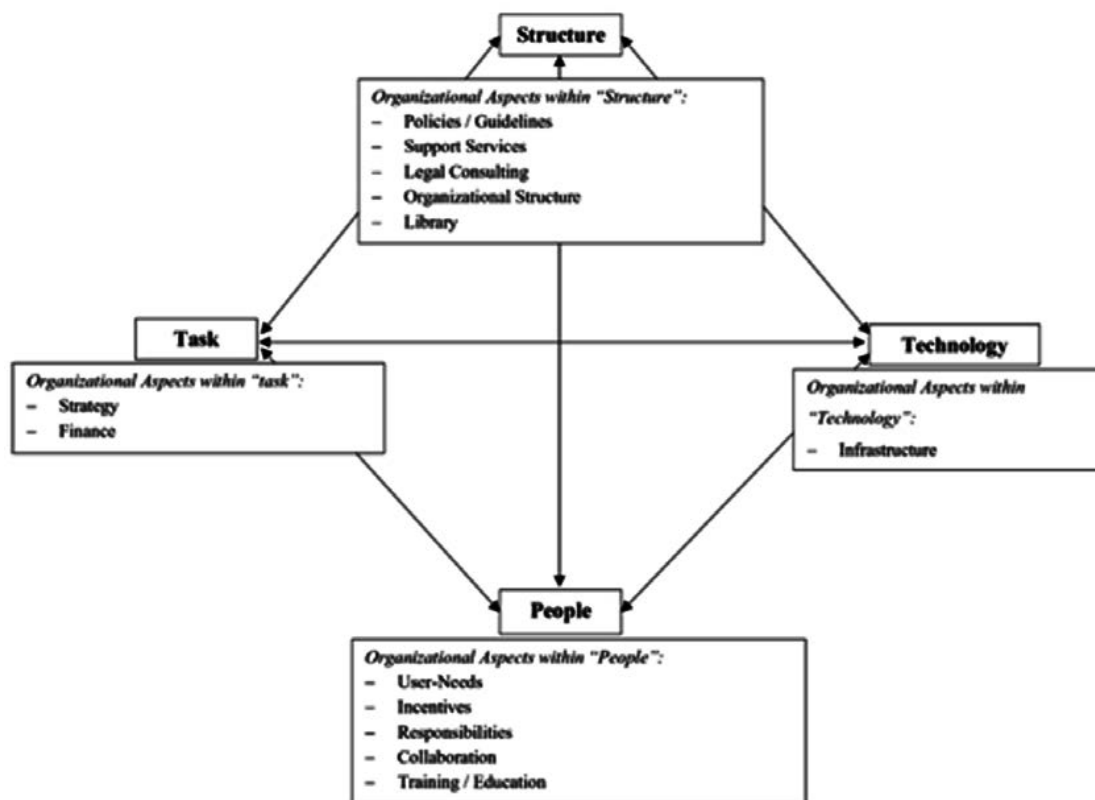 Structure
Organizational Aspects within “Structure”:
– Policies / Guidelines
– Support Services
– Legal Consulting
– Organizational Structure
– Library
Task
Organizational Aspects within “task”:
– Strategy
– Finance
Technology
Organizational Aspects within
“Technology”:
– Infrastructure
People
Organizational Aspects within “People”:
– User-Needs
– Incentives
– Responsibilities
– Collaboration
– Training / Education